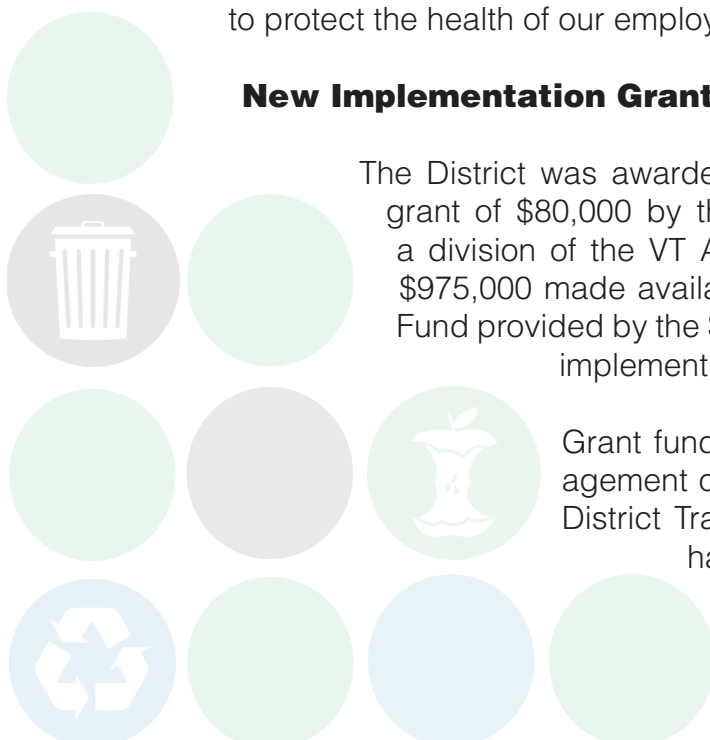 to protect the health of our employ
New Implementation Grant
The District was awarde
grant of $80,000 by th
a division of the VT A
$975,000 made availa
Fund provided by the S
implement
Grant fund
agement o
District Tra
ha